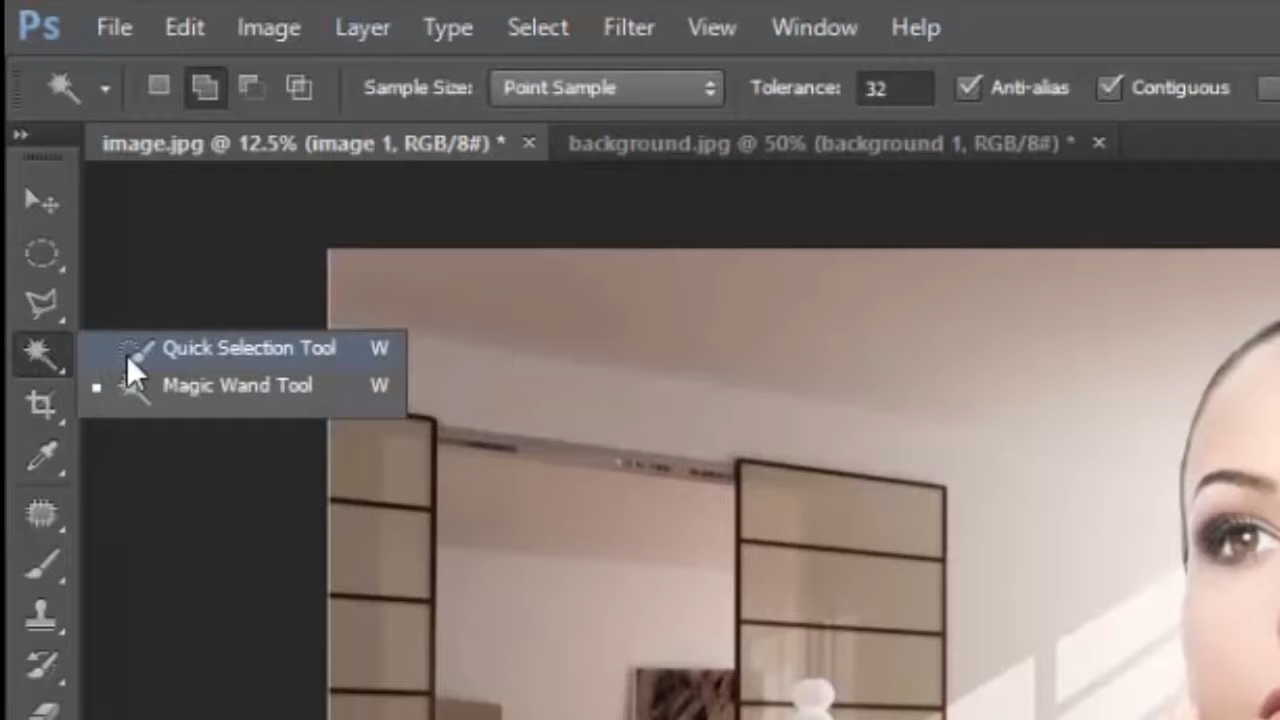 Ps File Edit Image Layer Type Select Filter View Window Help
Sample Size: Point Sample Tolerance: 32 Anti-alias Contiguous
image.jpg @ 12.5% (image 1, RGB/8#) * × background.jpg @ 50% (background 1, RGB/8#) * ×
Quick Selection Tool W
Magic Wand Tool W